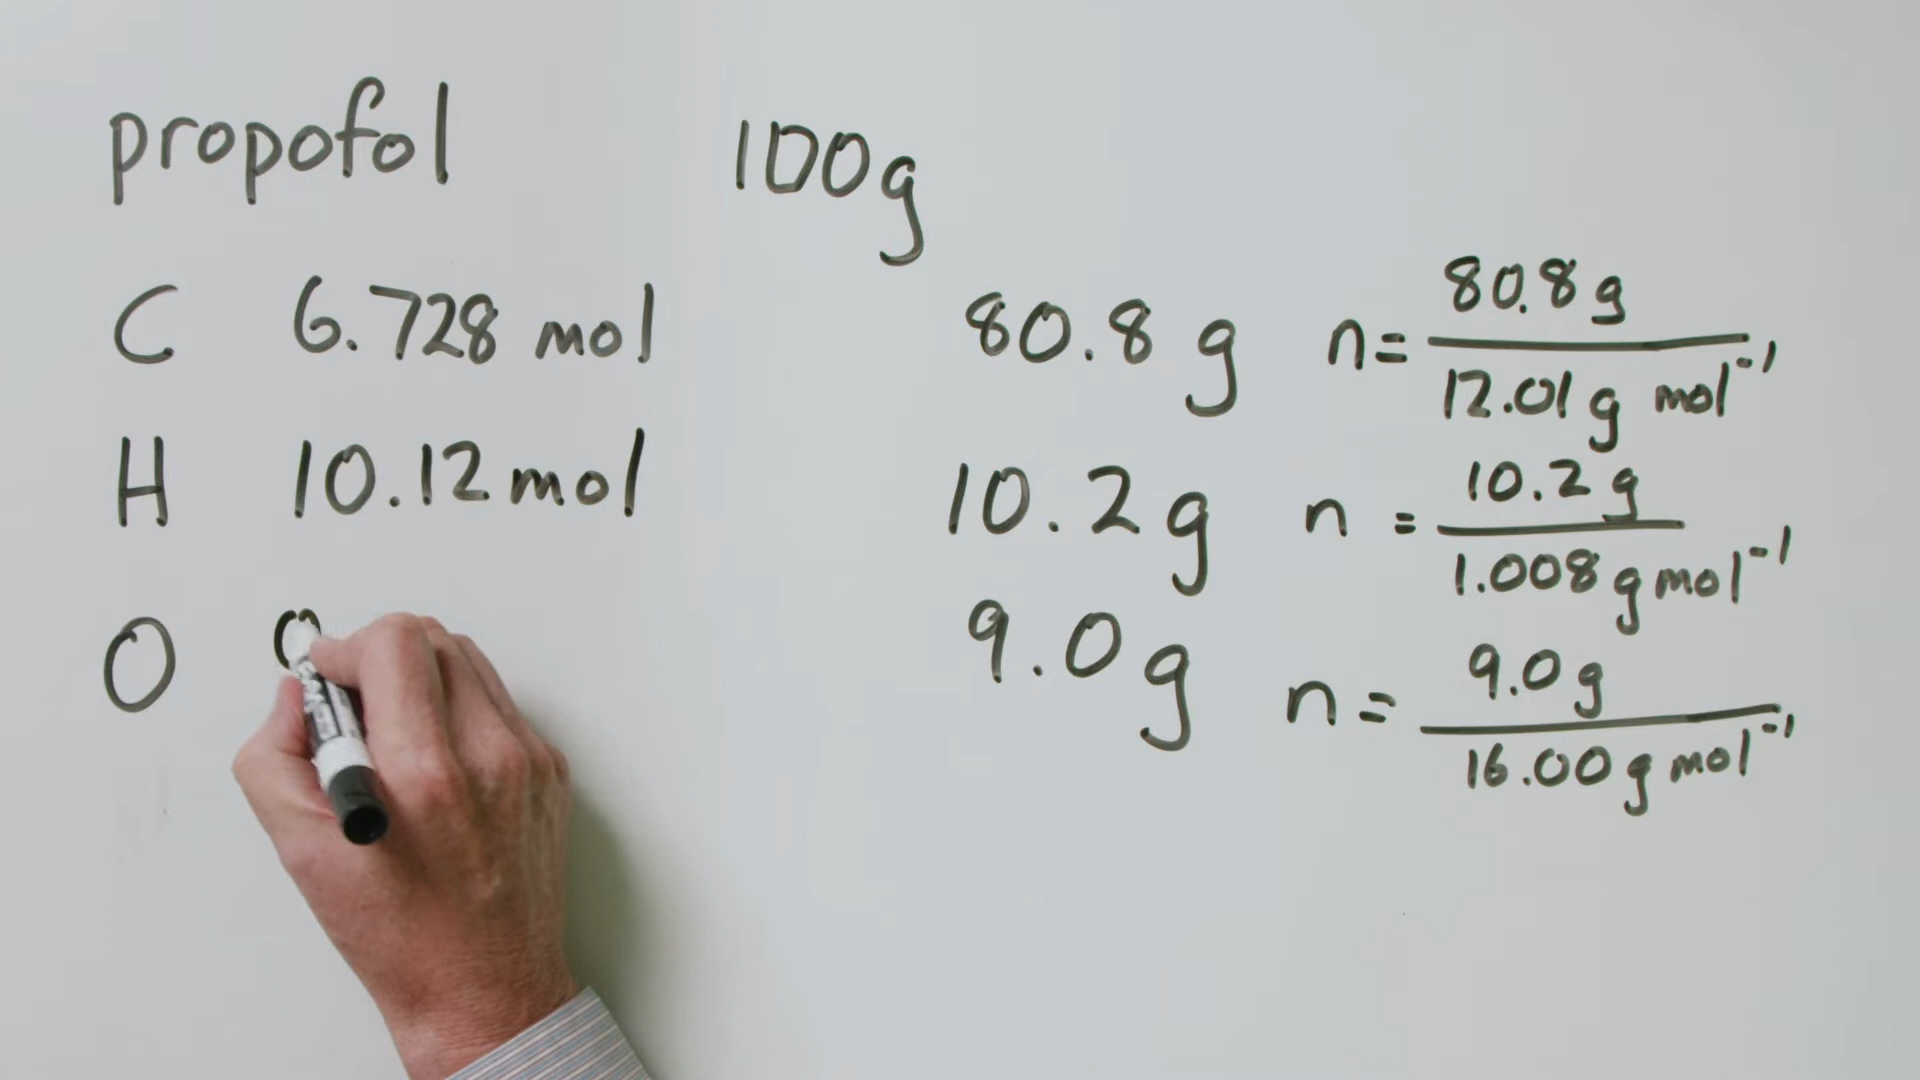 propofol 100g
C 6.728 mol 80.8 g n= 80.8 g / 12.01 g mol⁻¹
H 10.12 mol 10.2 g n = 10.2 g / 1.008 g mol⁻¹
O 9.0 g n= 9.0 g / 16.00 g mol⁻¹